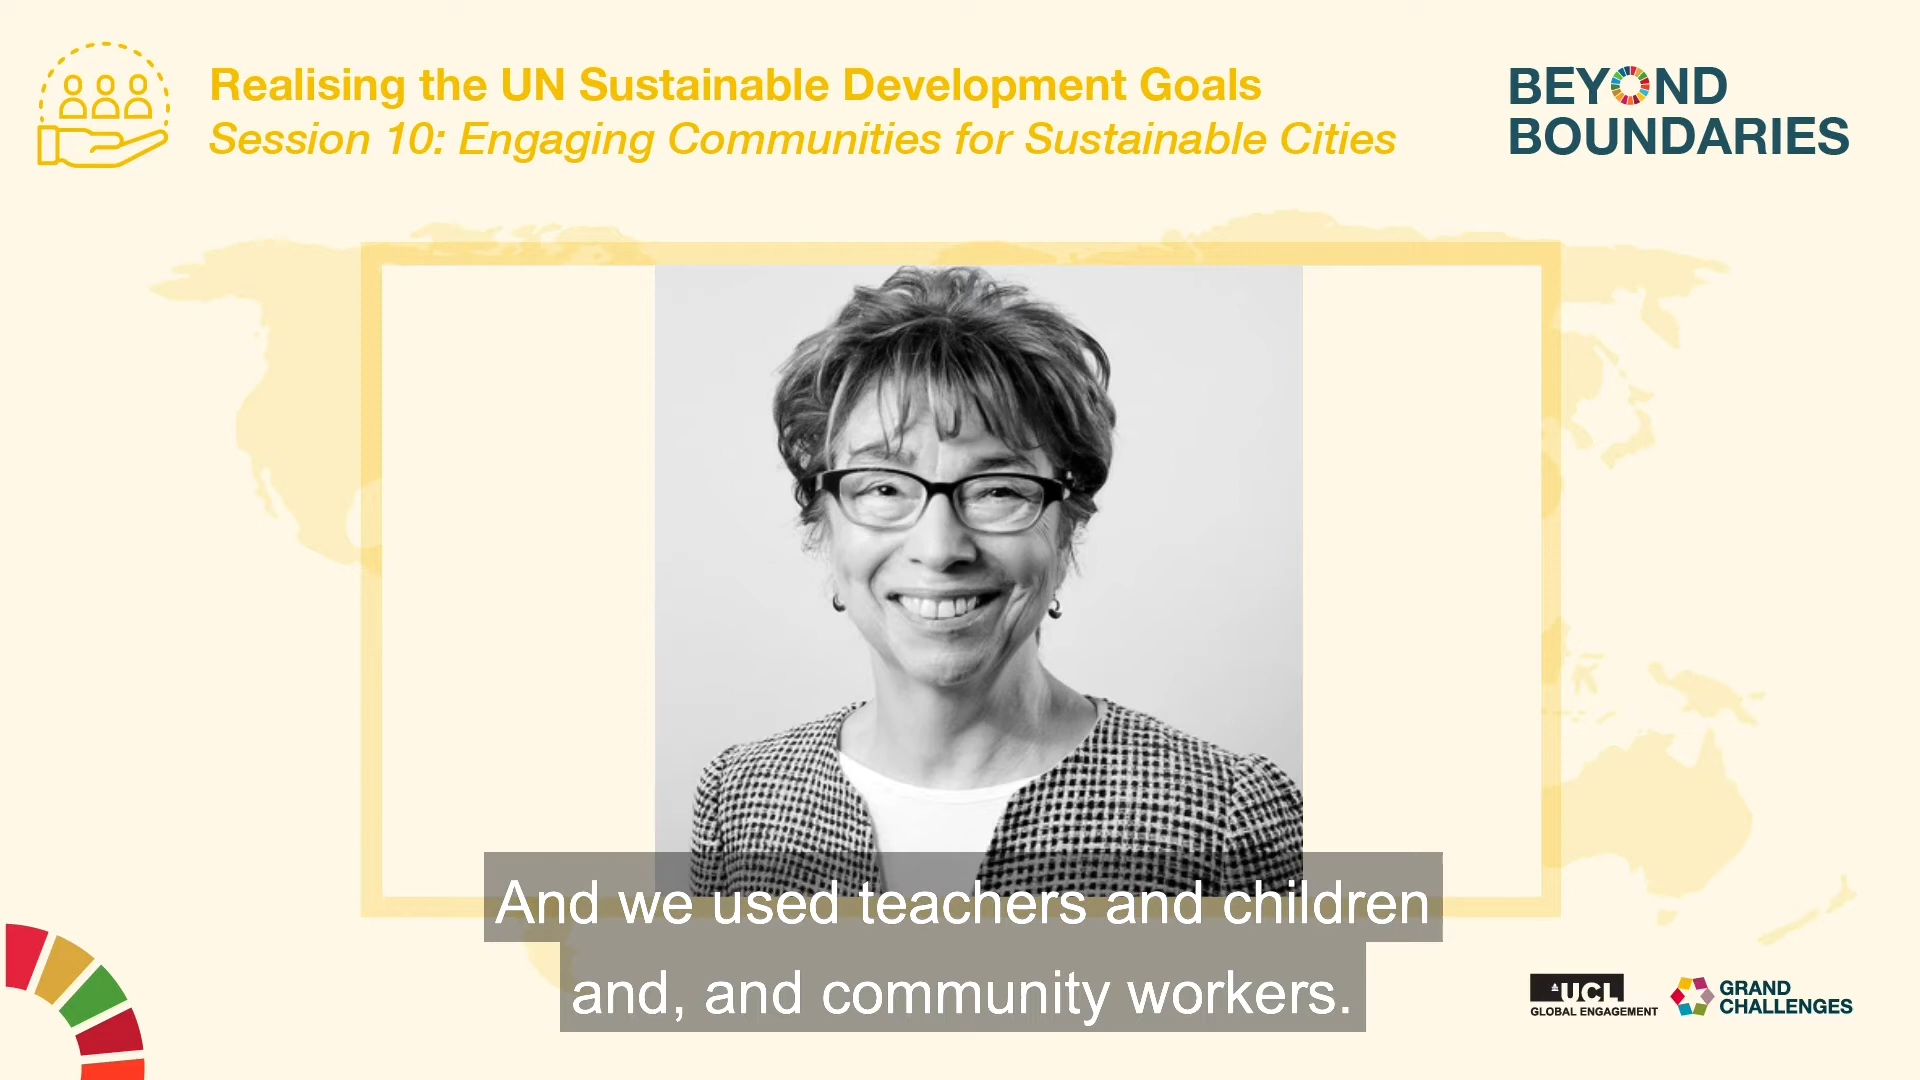 Realising the UN Sustainable Development Goals
Session 10: Engaging Communities for Sustainable Cities
BEYOND
BOUNDARIES
And we used teachers and children
and, and community workers.
UCL
GLOBAL ENGAGEMENT
GRAND
CHALLENGES